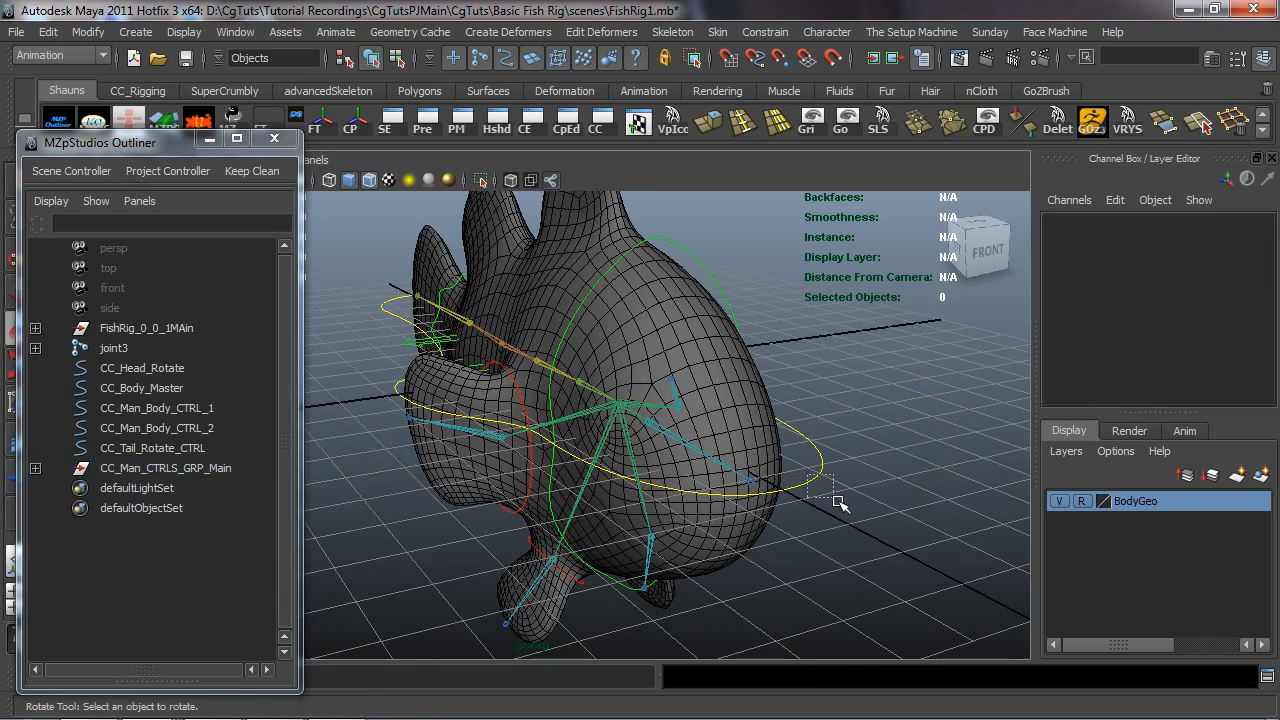 Autodesk Maya 2011 Hotfix 3 x64: D:\CgTuts\Tutorial Recordings\CgTutsPJMain\CgTuts\Basic Fish Rig\scenes\FishRig1.mb*
File Edit Modify Create Display Window Assets Animate Geometry Cache Create Deformers Edit Deformers Skeleton Skin Constrain Character The Setup Machine Sunday Face Machine Help
Animation Objects
Shauns CC_Rigging SuperCrumbly advancedSkeleton Polygons Surfaces Deformation Animation Rendering Muscle Fluids Fur Hair nCloth GoZBrush
FT CP SE Pre PM Hshd CE CpEd CC VpIcc Gri Go SLS CPD Delet GOZ3 VRYS
MZpStudios Outliner
Scene Controller Project Controller Keep Clean
Display Show Panels
persp
top
front
side
FishRig_0_0_1MAin
joint3
CC_Head_Rotate
CC_Body_Master
CC_Man_Body_CTRL_1
CC_Man_Body_CTRL_2
CC_Tail_Rotate_CTRL
CC_Man_CTRLS_GRP_Main
defaultLightSet
defaultObjectSet
anels
Backfaces: N/A
Smoothness: N/A
Instance: N/A
Display Layer: N/A
Distance From Camera: N/A
Selected Objects: 0
FRONT
persp
Channel Box / Layer Editor
Channels Edit Object Show
Display Render Anim
Layers Options Help
V R BodyGeo
Rotate Tool: Select an object to rotate.